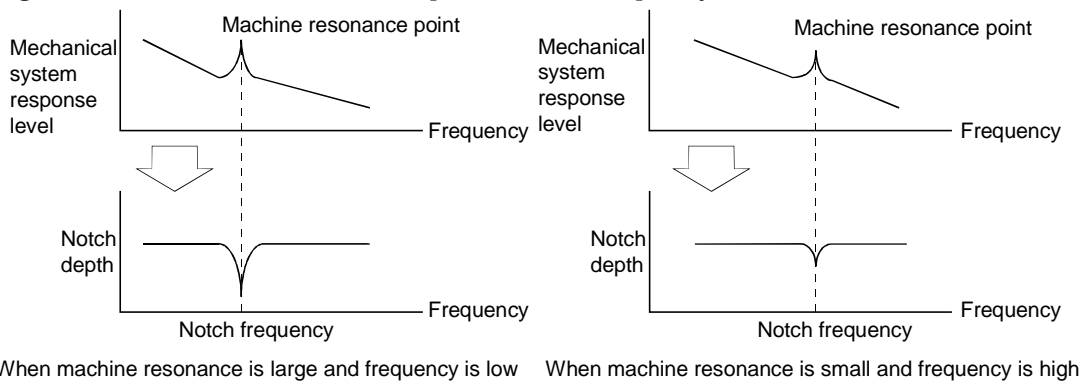 Machine resonance point
Mechanical
system
response
level
Frequency
Notch
depth
Frequency
Notch frequency
When machine resonance is large and frequency is low
Machine resonance point
Mechanical
system
response
level
Frequency
Notch
depth
Frequency
Notch frequency
When machine resonance is small and frequency is high